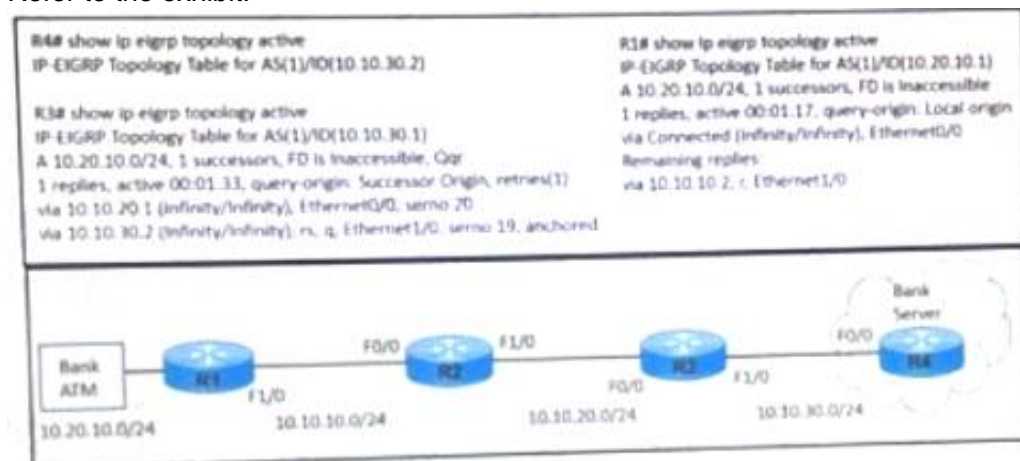 Refer to the exhibit.
R4# show ip eigrp topology active
IP-EIGRP Topology Table for AS(1)/ID(10.10.30.2)
R3# show ip eigrp topology active
IP-EIGRP Topology Table for AS(1)/ID(10.10.30.1)
A 10.20.10.0/24, 1 successors, FD is Inaccessible, Qqr
1 replies, active 00:01.33, query-origin: Successor Origin, retries(1)
via 10.10.20.1 (Infinity/Infinity), Ethernet0/0, serno 20
via 10.10.30.2 (Infinity/Infinity), rs, q, Ethernet1/0, serno 19, anchored
R1# show ip eigrp topology active
IP-EIGRP Topology Table for AS(1)/ID(10.20.10.1)
A 10.20.10.0/24, 1 successors, FD is Inaccessible
1 replies, active 00:01.17, query-origin: Local origin
via Connected (Infinity/Infinity), Ethernet0/0
Remaining replies
via 10.10.10.2, r, Ethernet1/0
Bank
Server
Bank
ATM
R1
F0/0
R2
F1/0
R3
F0/0
R4
F1/0
F0/0
F1/0
10.20.10.0/24
10.10.10.0/24
10.10.20.0/24
10.10.30.0/24